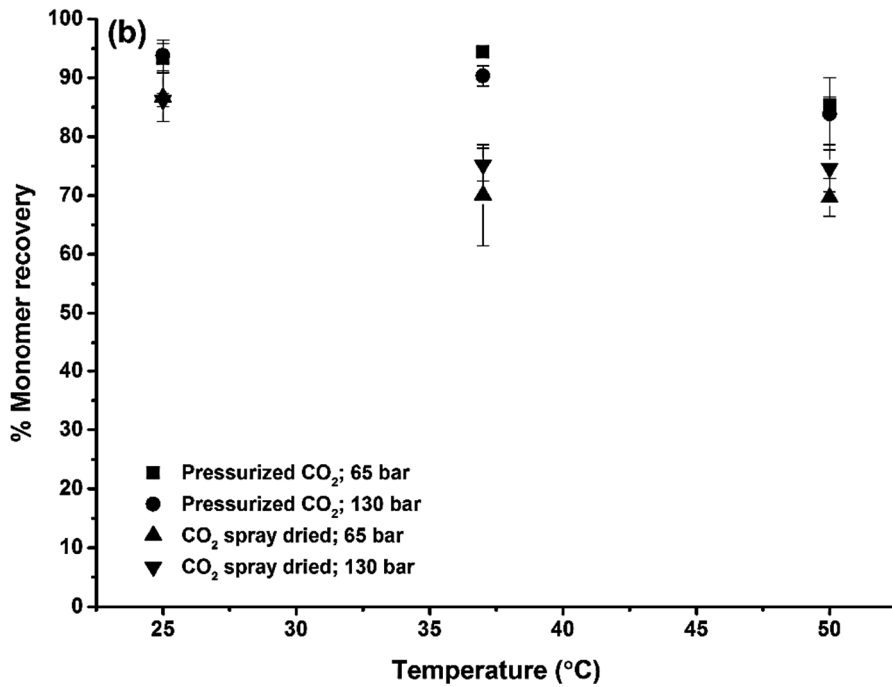 (b)
% Monomer recovery
100
90
80
70
60
50
40
30
20
10
0
Pressurized CO₂; 65 bar
Pressurized CO₂; 130 bar
CO₂ spray dried; 65 bar
CO₂ spray dried; 130 bar
25 30 35 40 45 50
Temperature (°C)